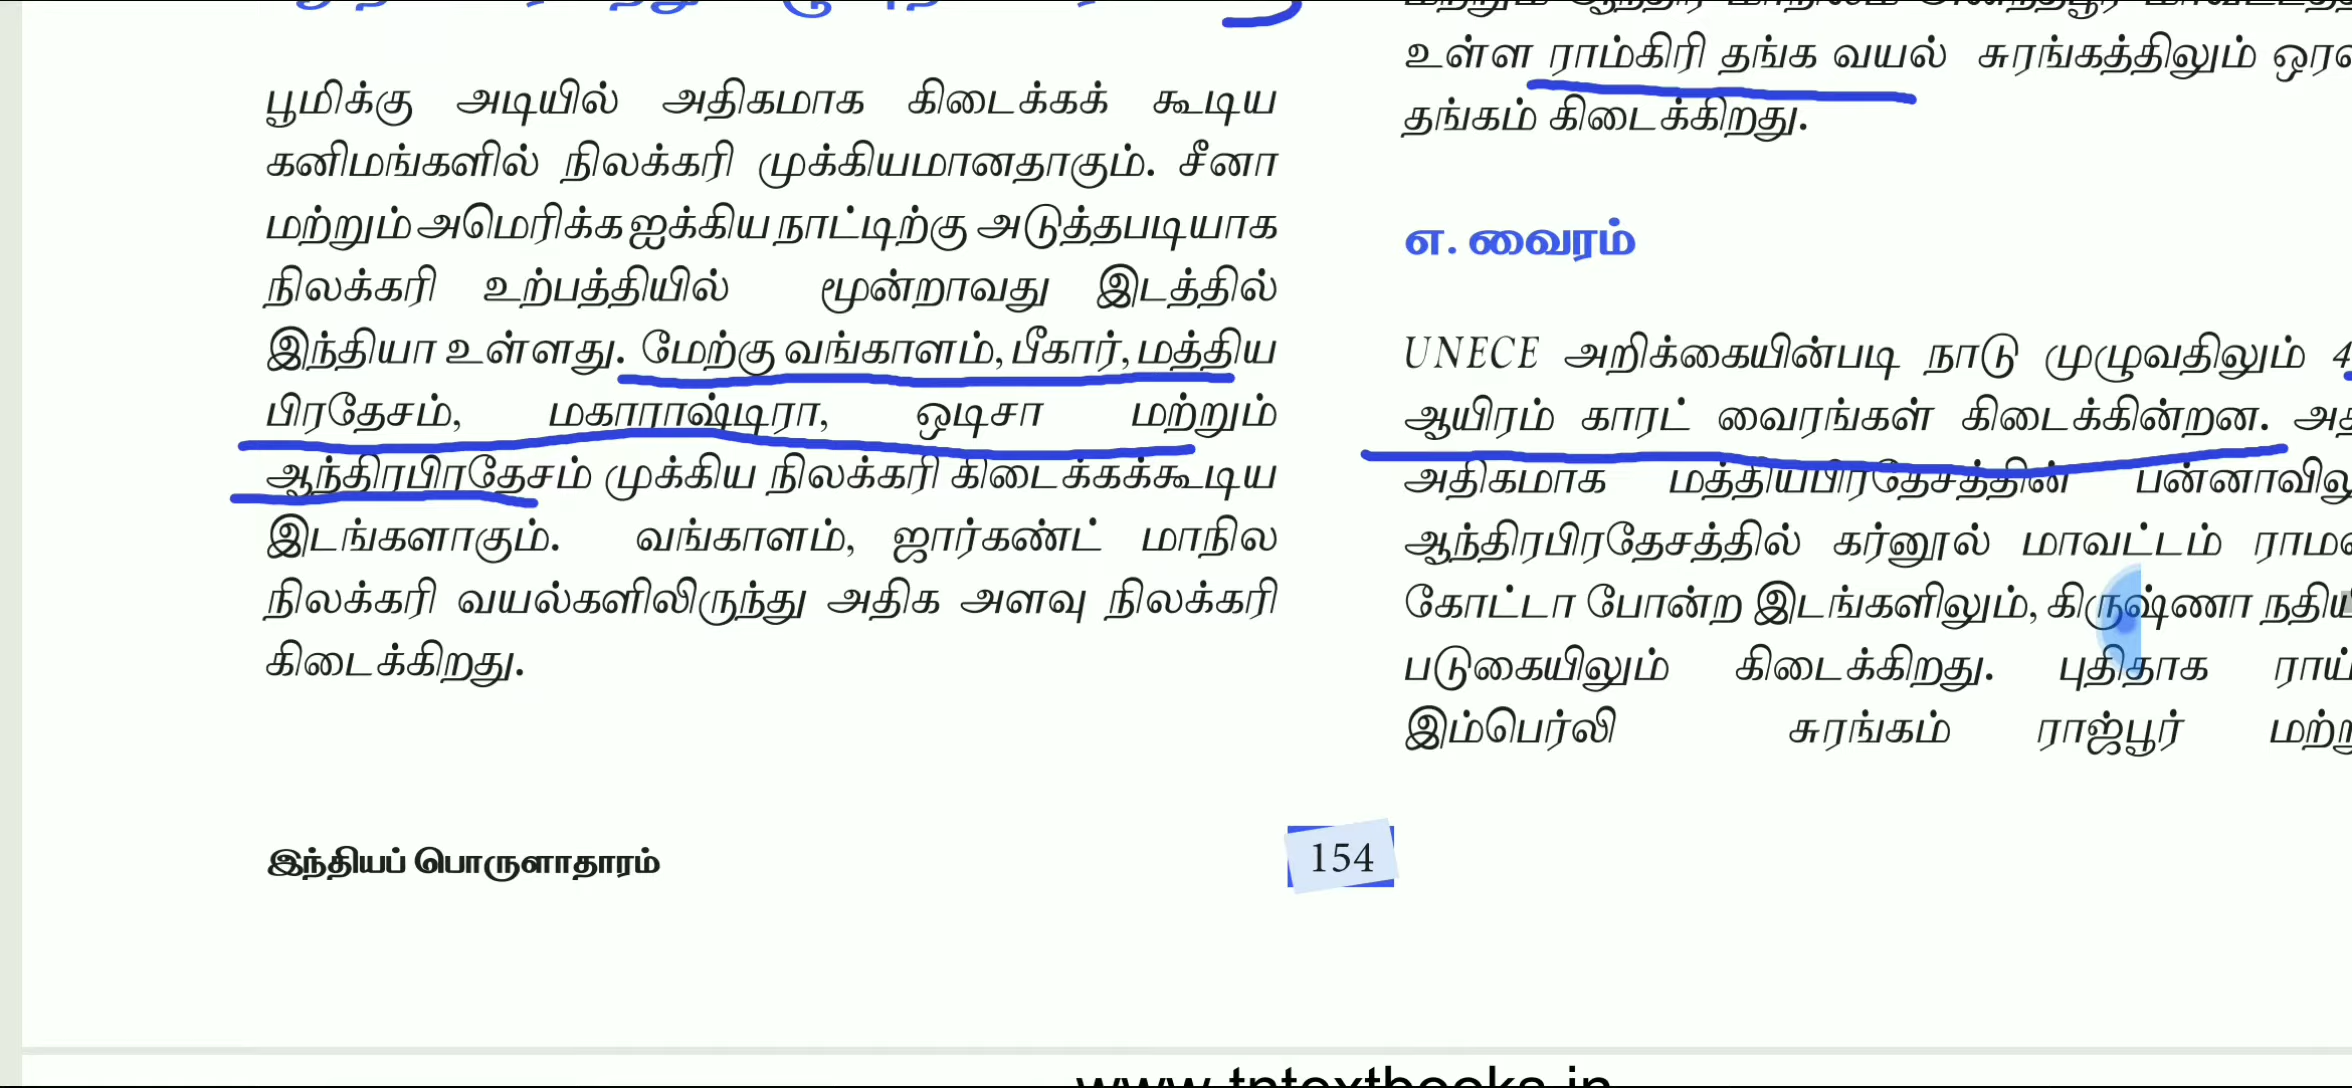 பூமிக்கு அடியில் அதிகமாக கிடைக்கக் கூடிய
கனிமங்களில் நிலக்கரி முக்கியமானதாகும். சீனா
மற்றும் அமெரிக்க ஐக்கிய நாட்டிற்கு அடுத்தபடியாக
நிலக்கரி உற்பத்தியில் மூன்றாவது இடத்தில்
இந்தியா உள்ளது. மேற்கு வங்காளம், பீகார், மத்திய
பிரதேசம், மகாராஷ்டிரா, ஒடிசா மற்றும்
ஆந்திரபிரதேசம் முக்கிய நிலக்கரி கிடைக்கக்கூடிய
இடங்களாகும். வங்காளம், ஜார்கண்ட் மாநில
நிலக்கரி வயல்களிலிருந்து அதிக அளவு நிலக்கரி
கிடைக்கிறது.
உள்ள ராம்கிரி தங்க வயல் சுரங்கத்திலும்
தங்கம் கிடைக்கிறது.
எ. வைரம்
UNECE அறிக்கையின்படி நாடு முழுவதிலும் 4
ஆயிரம் காரட் வைரங்கள் கிடைக்கின்றன.
அதிகமாக மத்தியபிரதேசத்தின்
ஆந்திரபிரதேசத்தில் கர்னூல் மாவட்டம்
கோட்டா போன்ற இடங்களிலும், கிருஷ்ணா
படுகையிலும் கிடைக்கிறது. புதிதாக
இம்பெர்லி சுரங்கம் ராஜ்பூர்
இந்தியப் பொருளாதாரம்
154
www.tntextbooks.in